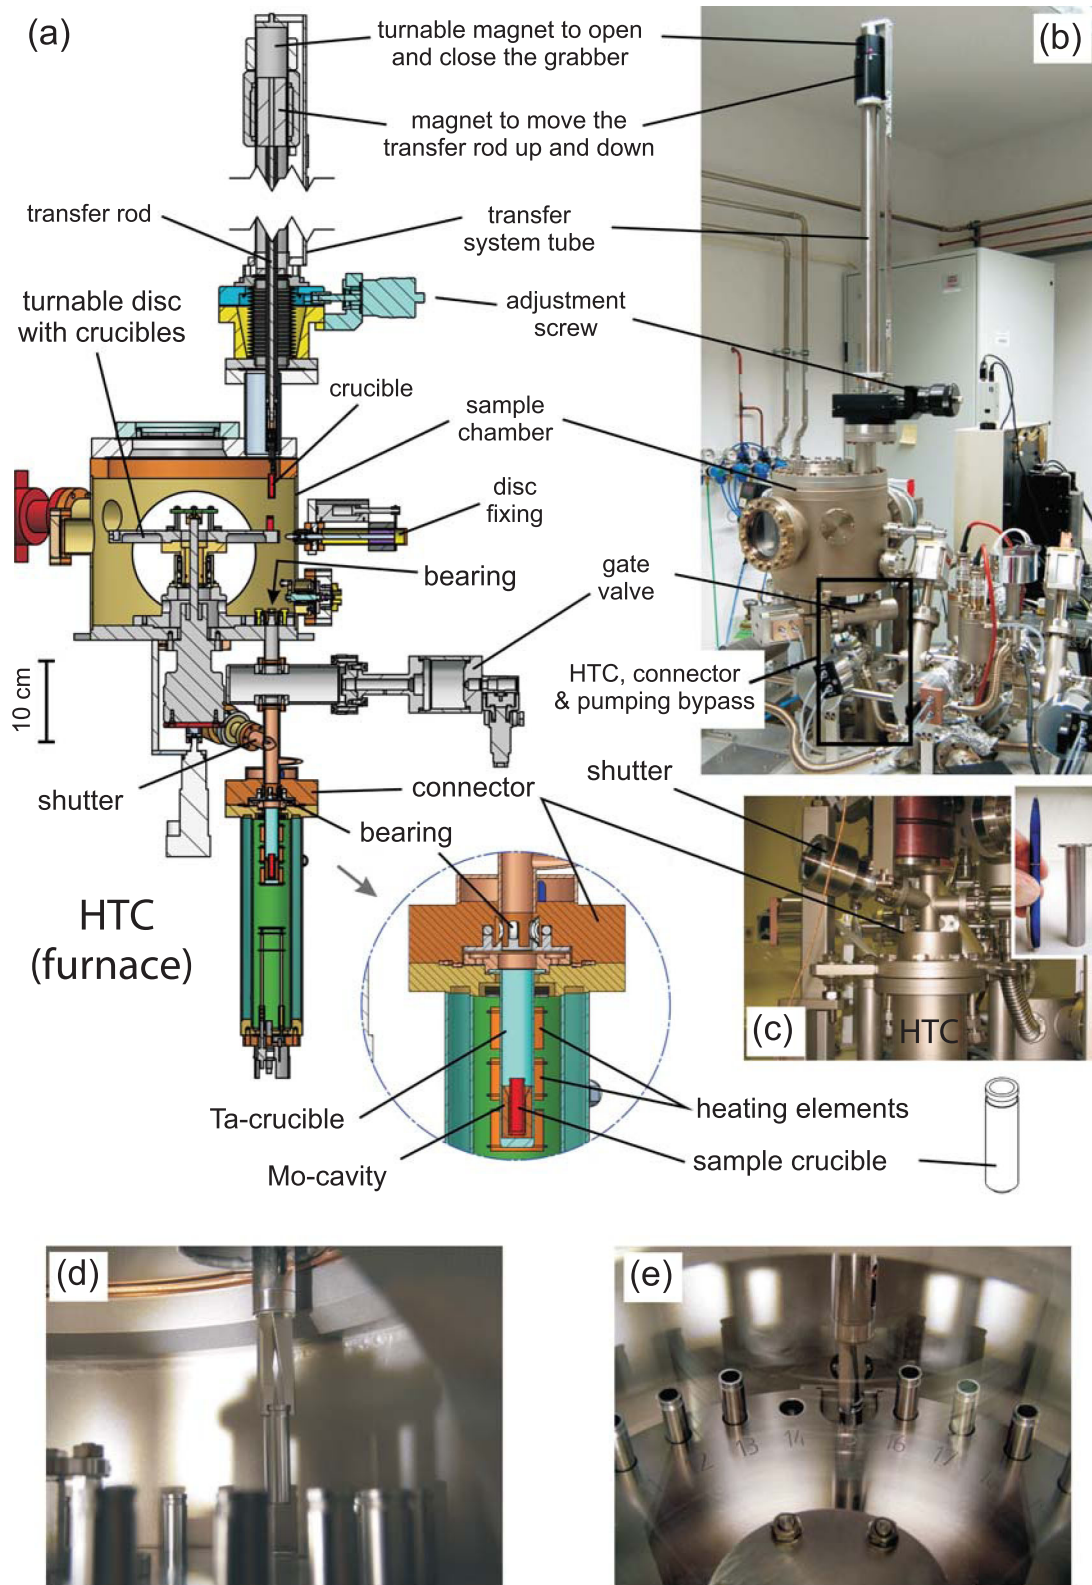 (a)
turnable magnet to open
and close the grabber
(b)
magnet to move the
transfer rod up and down
transfer rod
transfer
system tube
turnable disc
with crucibles
adjustment
screw
crucible
sample
chamber
disc
fixing
bearing
gate
valve
10 cm
HTC, connector
& pumping bypass
shutter
shutter
connector
bearing
HTC
(furnace)
(c)
HTC
Ta-crucible
heating elements
Mo-cavity
sample crucible
(d)
(e)
13
14
16
17